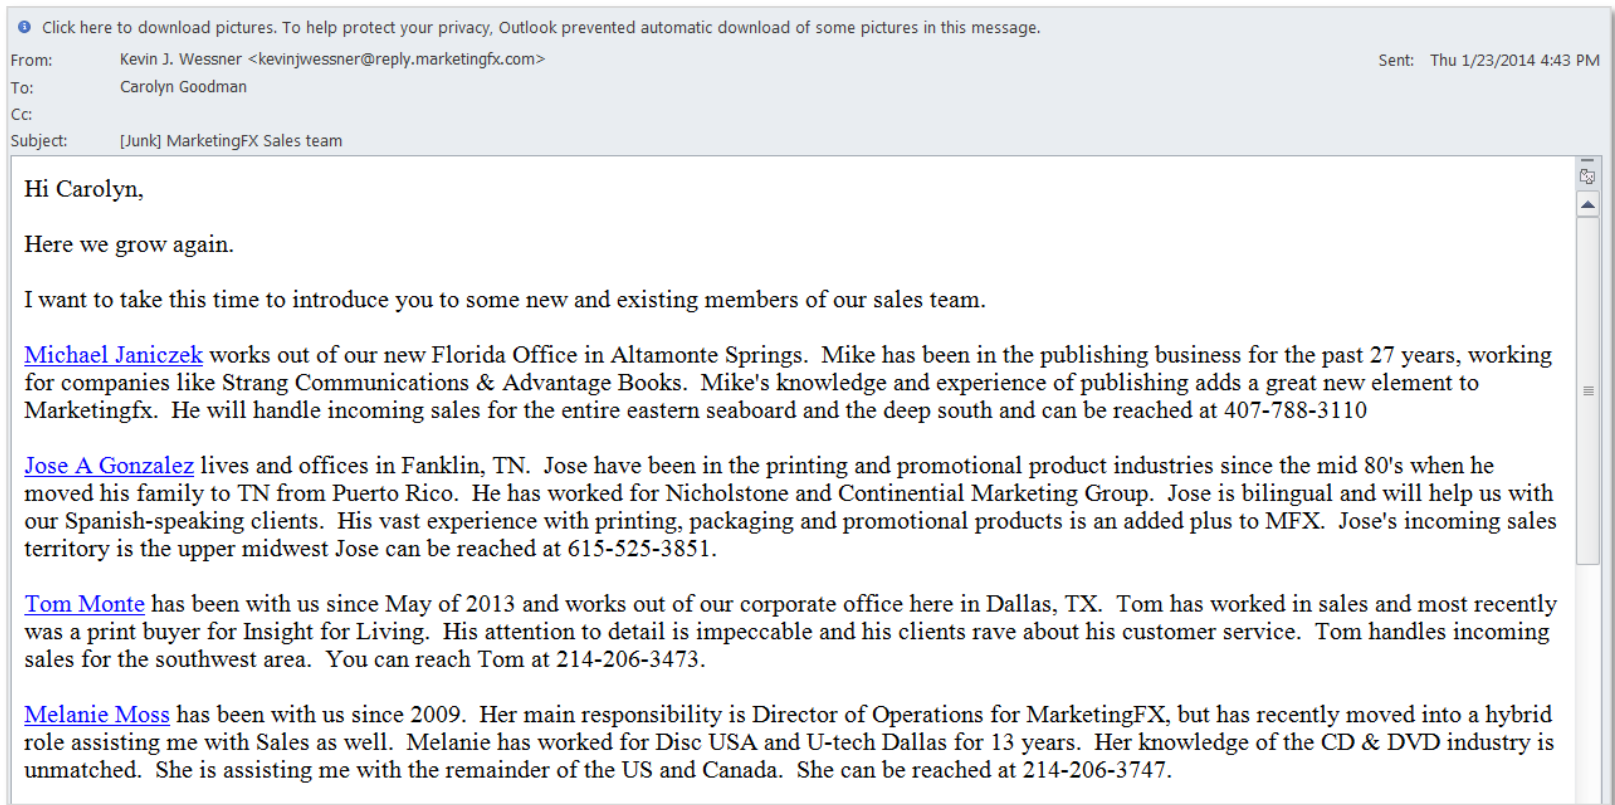 Click here to download pictures. To help protect your privacy, Outlook prevented automatic download of some pictures in this message.
From: Kevin J. Wessner <kevinjwessner@reply.marketingfx.com> Sent: Thu 1/23/2014 4:43 PM
To: Carolyn Goodman
Cc:
Subject: [Junk] MarketingFX Sales team
Hi Carolyn,
Here we grow again.
I want to take this time to introduce you to some new and existing members of our sales team.
Michael Janiczek works out of our new Florida Office in Altamonte Springs.  Mike has been in the publishing business for the past 27 years, working
for companies like Strang Communications & Advantage Books.  Mike's knowledge and experience of publishing adds a great new element to
Marketingfx.  He will handle incoming sales for the entire eastern seaboard and the deep south and can be reached at 407-788-3110
Jose A Gonzalez lives and offices in Fanklin, TN.  Jose have been in the printing and promotional product industries since the mid 80's when he
moved his family to TN from Puerto Rico.  He has worked for Nicholstone and Continential Marketing Group.  Jose is bilingual and will help us with
our Spanish-speaking clients.  His vast experience with printing, packaging and promotional products is an added plus to MFX.  Jose's incoming sales
territory is the upper midwest Jose can be reached at 615-525-3851.
Tom Monte has been with us since May of 2013 and works out of our corporate office here in Dallas, TX.  Tom has worked in sales and most recently
was a print buyer for Insight for Living.  His attention to detail is impeccable and his clients rave about his customer service.  Tom handles incoming
sales for the southwest area.  You can reach Tom at 214-206-3473.
Melanie Moss has been with us since 2009.  Her main responsibility is Director of Operations for MarketingFX, but has recently moved into a hybrid
role assisting me with Sales as well.  Melanie has worked for Disc USA and U-tech Dallas for 13 years.  Her knowledge of the CD & DVD industry is
unmatched.  She is assisting me with the remainder of the US and Canada.  She can be reached at 214-206-3747.